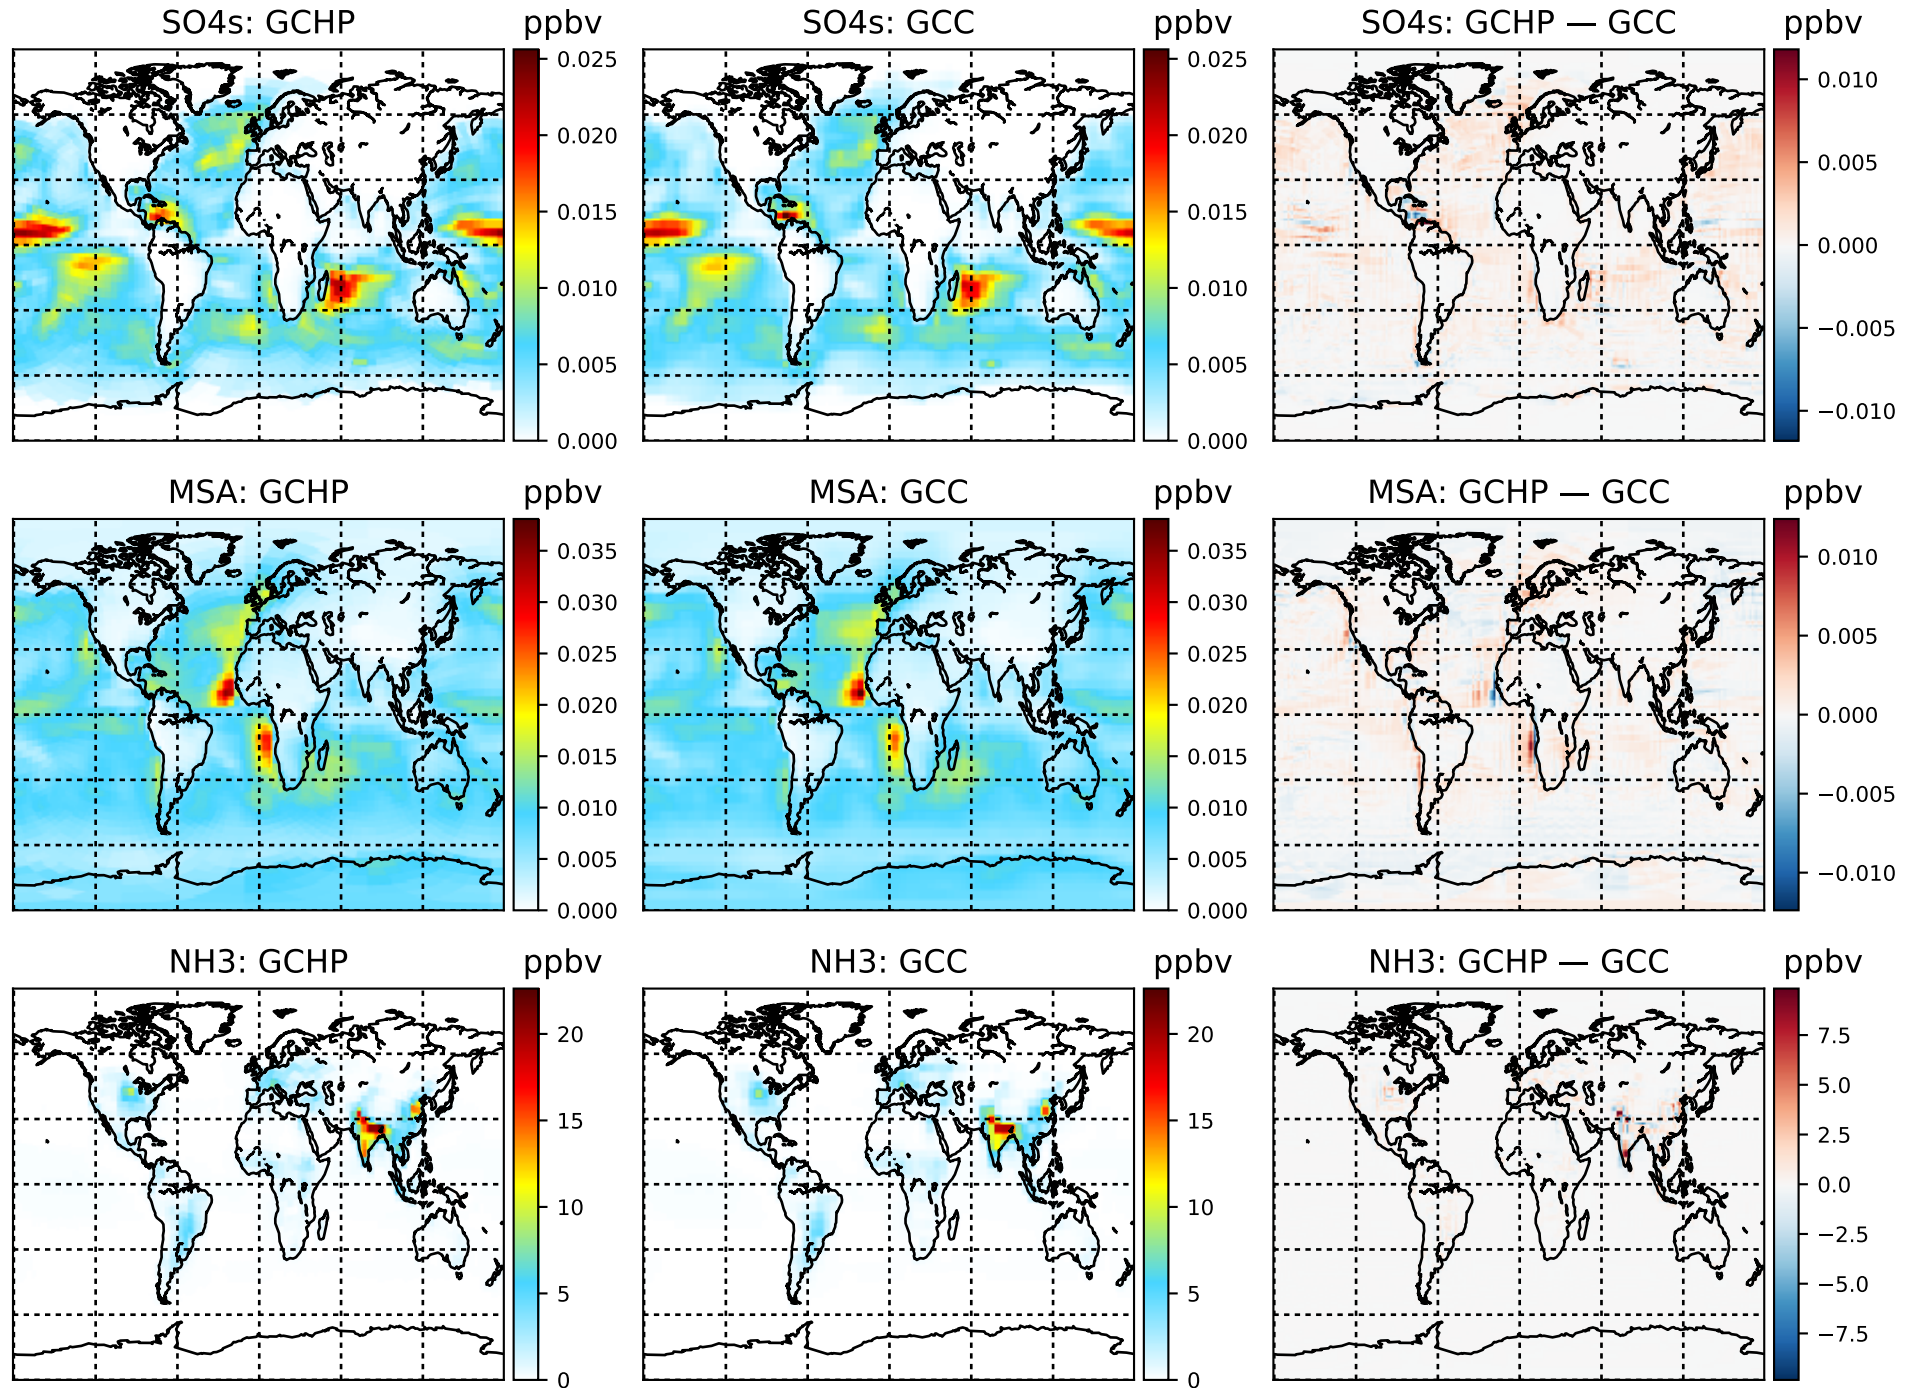 SO4s: GCHP ppbv SO4s: GCC ppbv SO4s: GCHP — GCC ppbv
0.025 0.025 0.010
0.020 0.020 0.005
0.015 0.015 0.000
0.010 0.010 −0.005
0.005 0.005 −0.010
0.000 0.000
MSA: GCHP ppbv MSA: GCC ppbv MSA: GCHP — GCC ppbv
0.035 0.035 0.010
0.030 0.030 0.005
0.025 0.025 0.000
0.020 0.020 −0.005
0.015 0.015 −0.010
0.010 0.010
0.005 0.005
0.000 0.000
NH3: GCHP ppbv NH3: GCC ppbv NH3: GCHP — GCC ppbv
20 20 7.5
15 15 5.0
10 10 2.5
5 5 0.0
0 0 −2.5
−5.0
−7.5